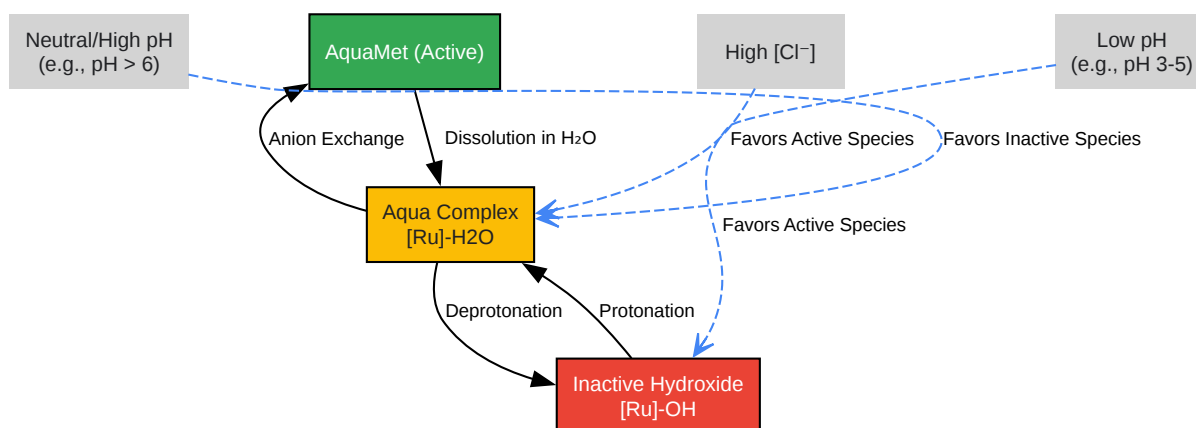 Neutral/High pH
(e.g., pH > 6)
AquaMet (Active)
High [Cl⁻]
Low pH
(e.g., pH 3-5)
Anion Exchange
Dissolution in H₂O
Favors Active Species
Favors Inactive Species
Aqua Complex
[Ru]-H2O
Favors Active Species
Deprotonation
Protonation
Inactive Hydroxide
[Ru]-OH